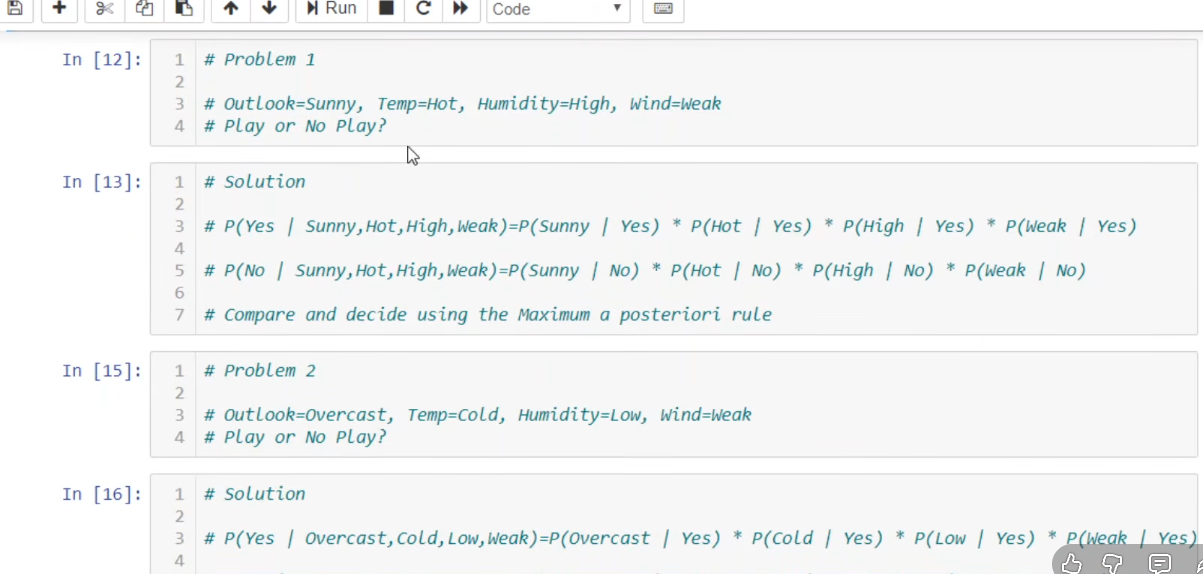 Run
Code
In [12]:
1 # Problem 1
2
3 # Outlook=Sunny, Temp=Hot, Humidity=High, Wind=Weak
4 # Play or No Play?
In [13]:
1 # Solution
2
3 # P(Yes | Sunny,Hot,High,Weak)=P(Sunny | Yes) * P(Hot | Yes) * P(High | Yes) * P(Weak | Yes)
4
5 # P(No | Sunny,Hot,High,Weak)=P(Sunny | No) * P(Hot | No) * P(High | No) * P(Weak | No)
6
7 # Compare and decide using the Maximum a posteriori rule
In [15]:
1 # Problem 2
2
3 # Outlook=Overcast, Temp=Cold, Humidity=Low, Wind=Weak
4 # Play or No Play?
In [16]:
1 # Solution
2
3 # P(Yes | Overcast,Cold,Low,Weak)=P(Overcast | Yes) * P(Cold | Yes) * P(Low | Yes) * P(Weak | Yes)
4